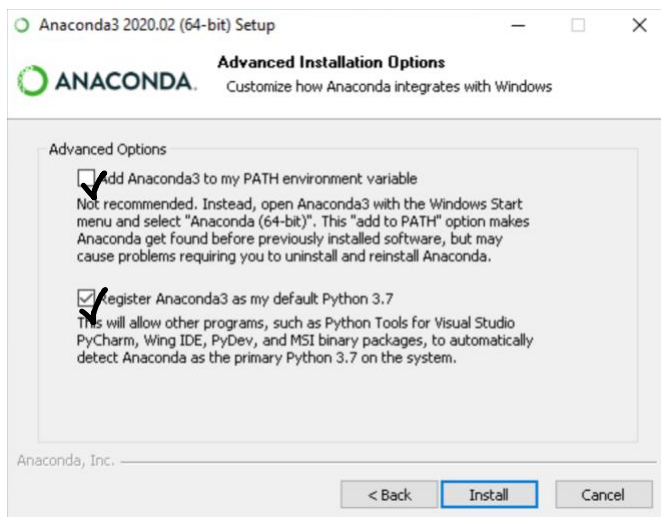 Anaconda3 2020.02 (64-bit) Setup
ANACONDA.
Advanced Installation Options
Customize how Anaconda integrates with Windows
Advanced Options
Add Anaconda3 to my PATH environment variable
Not recommended. Instead, open Anaconda3 with the Windows Start
menu and select "Anaconda (64-bit)". This "add to PATH" option makes
Anaconda get found before previously installed software, but may
cause problems requiring you to uninstall and reinstall Anaconda.
Register Anaconda3 as my default Python 3.7
This will allow other programs, such as Python Tools for Visual Studio
PyCharm, Wing IDE, PyDev, and MSI binary packages, to automatically
detect Anaconda as the primary Python 3.7 on the system.
Anaconda, Inc.
< Back
Install
Cancel